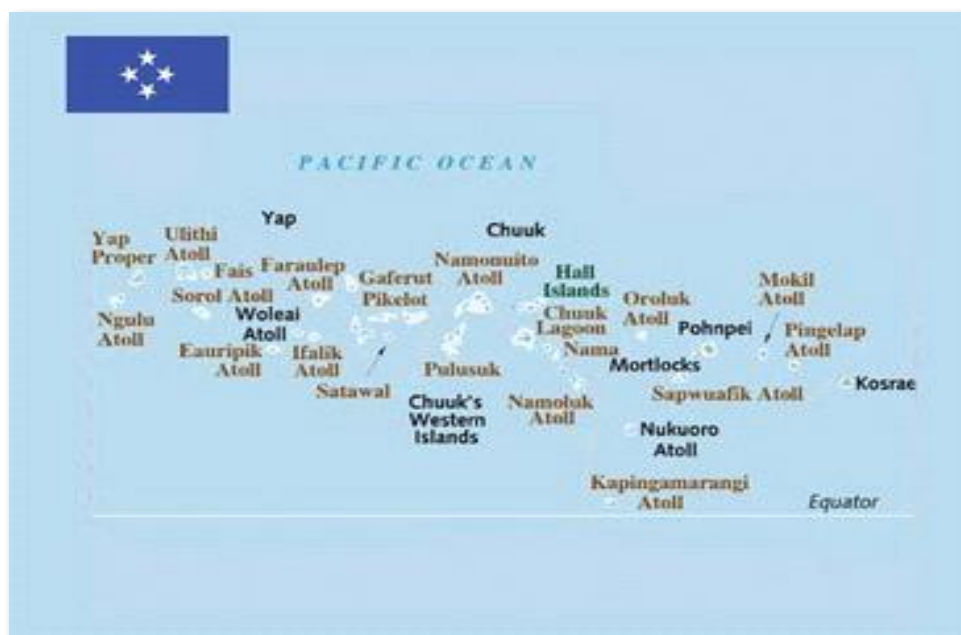 PACIFIC OCEAN
Yap
Chuuk
Yap
Proper
Ulithi
Atoll
Fais
Faraulep
Atoll
Gaferut
Pikelot
Namonuito
Atoll
Hall
Islands
Mokil
Atoll
Sorol Atoll
Woleai
Atoll
Chuuk
Lagoon
Oroluk
Atoll
Pohnpei
Pingelap
Atoll
Ngulu
Atoll
Eauripik
Atoll
Ifalik
Atoll
Satawal
Pulusuk
Nama
Mortlocks
Kosrae
Chuuk's
Western
Islands
Namoluk
Atoll
Sapwuafik Atoll
Nukuoro
Atoll
Kapingamarangi
Atoll
Equator